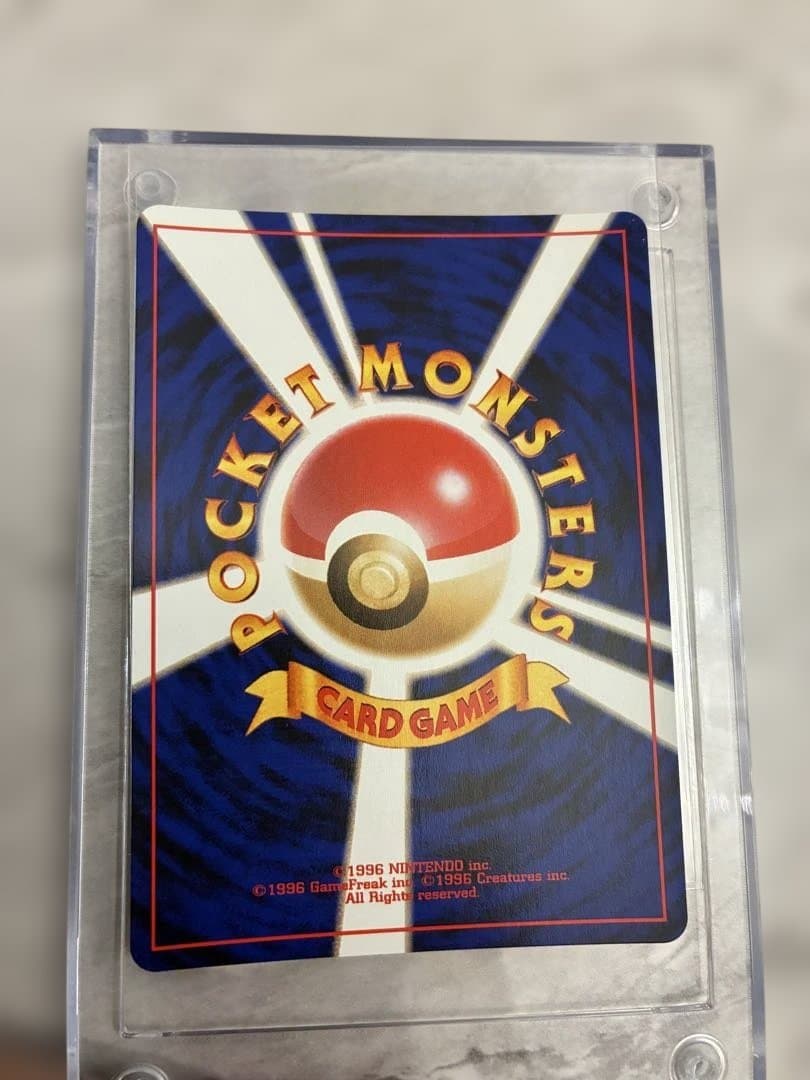 POCKET MONSTERS
CARD GAME
©1996 NINTENDO inc.
©1996 GameFreak inc. ©1996 Creatures inc.
All Rights reserved.